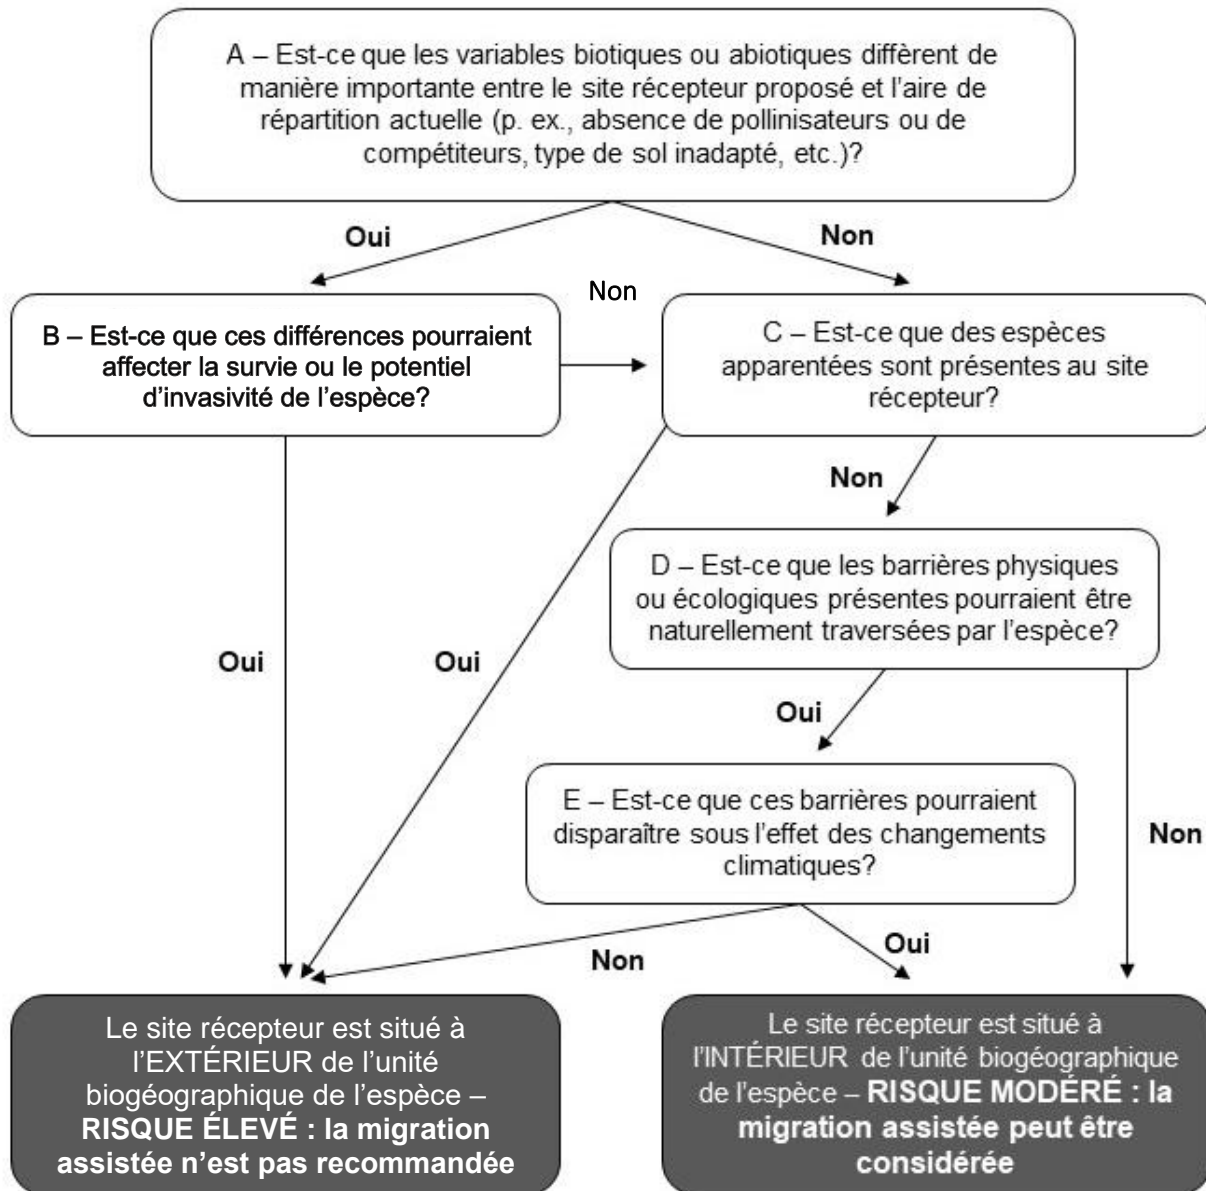 A – Est-ce que les variables biotiques ou abiotiques diffèrent de
manière importante entre le site récepteur proposé et l'aire de
répartition actuelle (p. ex., absence de pollinisateurs ou de
compétiteurs, type de sol inadapté, etc.)?
Oui
Non
Non
B – Est-ce que ces différences pourraient
affecter la survie ou le potentiel
d'invasivité de l'espèce?
C – Est-ce que des espèces
apparentées sont présentes au site
récepteur?
Non
D – Est-ce que les barrières physiques
ou écologiques présentes pourraient être
naturellement traversées par l'espèce?
Oui
Oui
Oui
E – Est-ce que ces barrières pourraient
disparaître sous l'effet des changements
climatiques?
Non
Non
Oui
Le site récepteur est situé à
l'EXTÉRIEUR de l'unité
biogéographique de l'espèce –
RISQUE ÉLEVÉ : la migration
assistée n'est pas recommandée
Le site récepteur est situé à
l'INTÉRIEUR de l'unité biogéographique
de l'espèce – RISQUE MODÉRÉ : la
migration assistée peut être
considérée